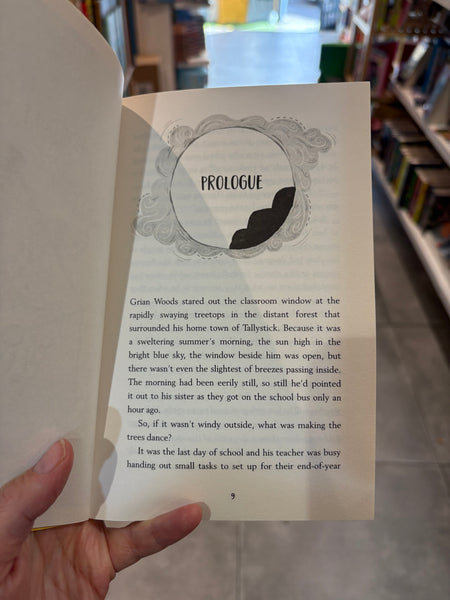 PROLOGUE
Grian Woods stared out the classroom window at the
rapidly swaying treetops in the distant forest that
surrounded his home town of Tallystick. Because it was
a sweltering summer's morning, the sun high in the
bright blue sky, the window beside him was open, but
there wasn't even the slightest of breezes passing inside.
The morning had been eerily still, so still he'd pointed
it out to his sister as they got on the school bus only an
hour ago.
So, if it wasn't windy outside, what was making the
trees dance?
It was the last day of school and his teacher was busy
handing out small tasks to set up for their end-of-year
9